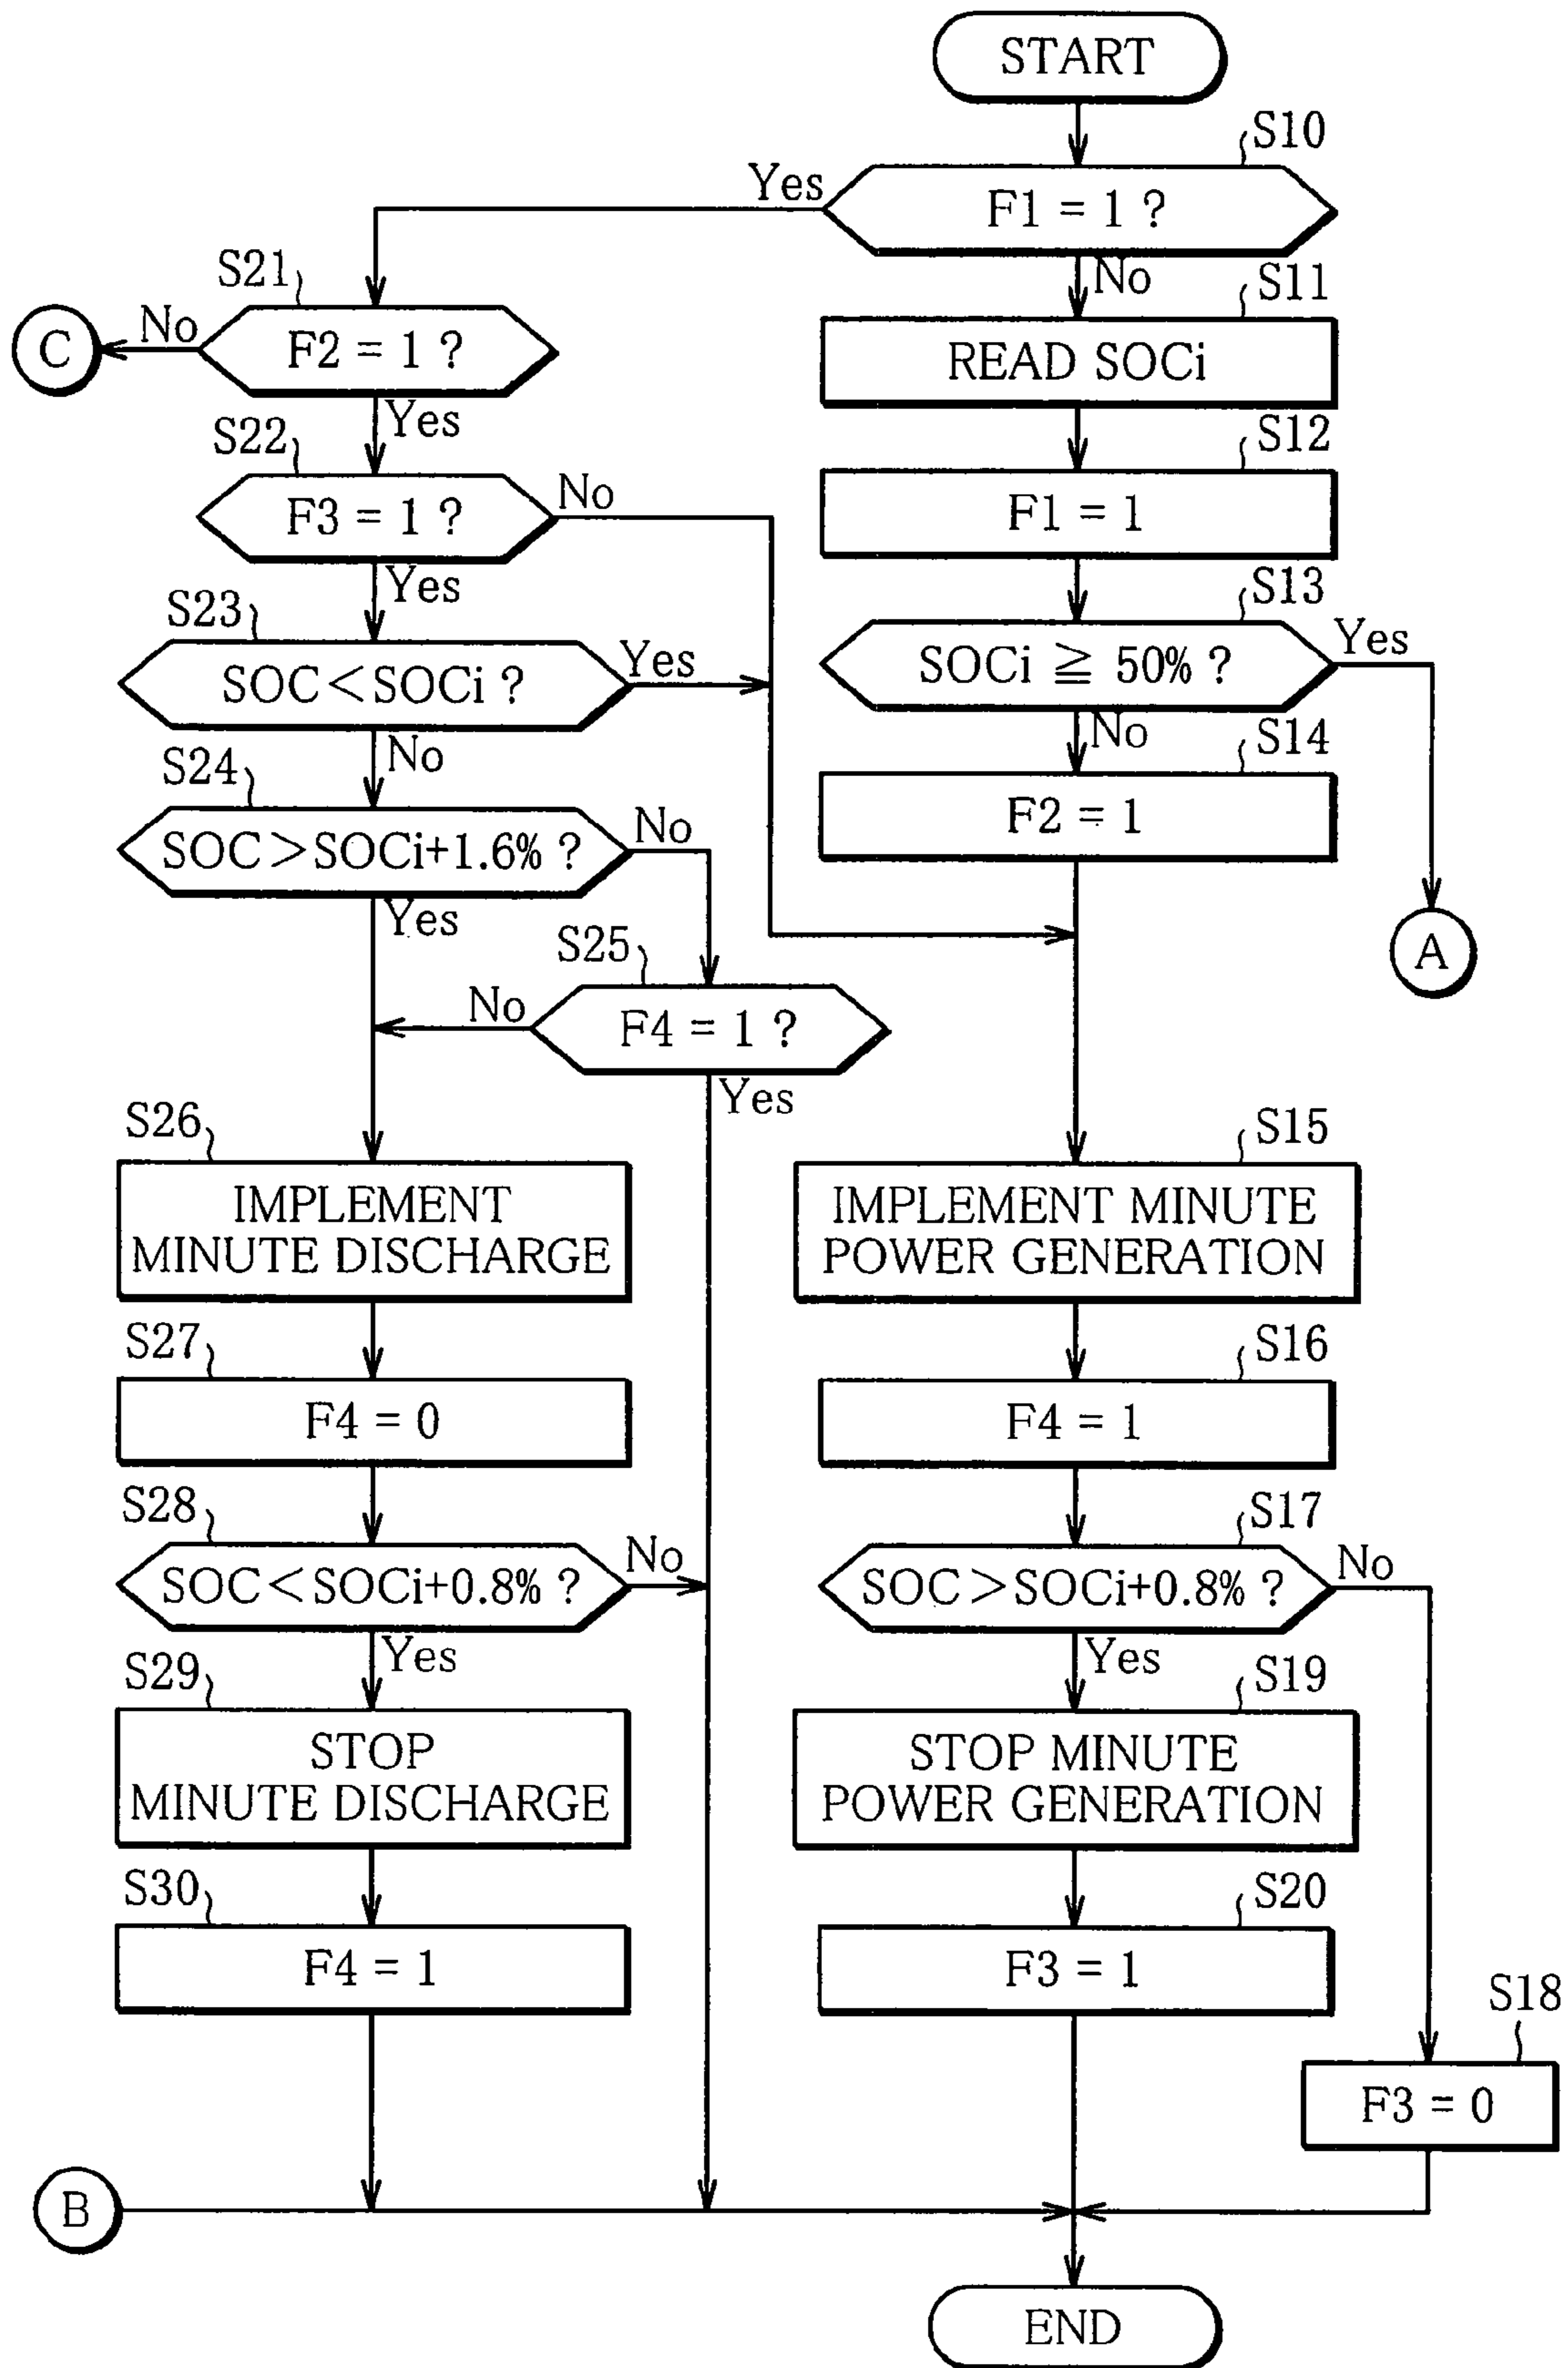 START
S10
F1 = 1 ?
Yes
No
S21
F2 = 1 ?
No
C
Yes
S11
READ SOCi
S22
F3 = 1 ?
No
Yes
S12
F1 = 1
S23
SOC<SOCi ?
Yes
No
S13
SOCi ≧ 50% ?
Yes
No
S24
SOC>SOCi+1.6% ?
No
Yes
S14
F2 = 1
A
S25
F4 = 1 ?
No
Yes
S26
IMPLEMENT
MINUTE DISCHARGE
S15
IMPLEMENT MINUTE
POWER GENERATION
S27
F4 = 0
S16
F4 = 1
S28
SOC<SOCi+0.8% ?
No
Yes
S17
SOC>SOCi+0.8% ?
No
Yes
S29
STOP
MINUTE DISCHARGE
S19
STOP MINUTE
POWER GENERATION
S30
F4 = 1
S20
F3 = 1
S18
F3 = 0
B
END